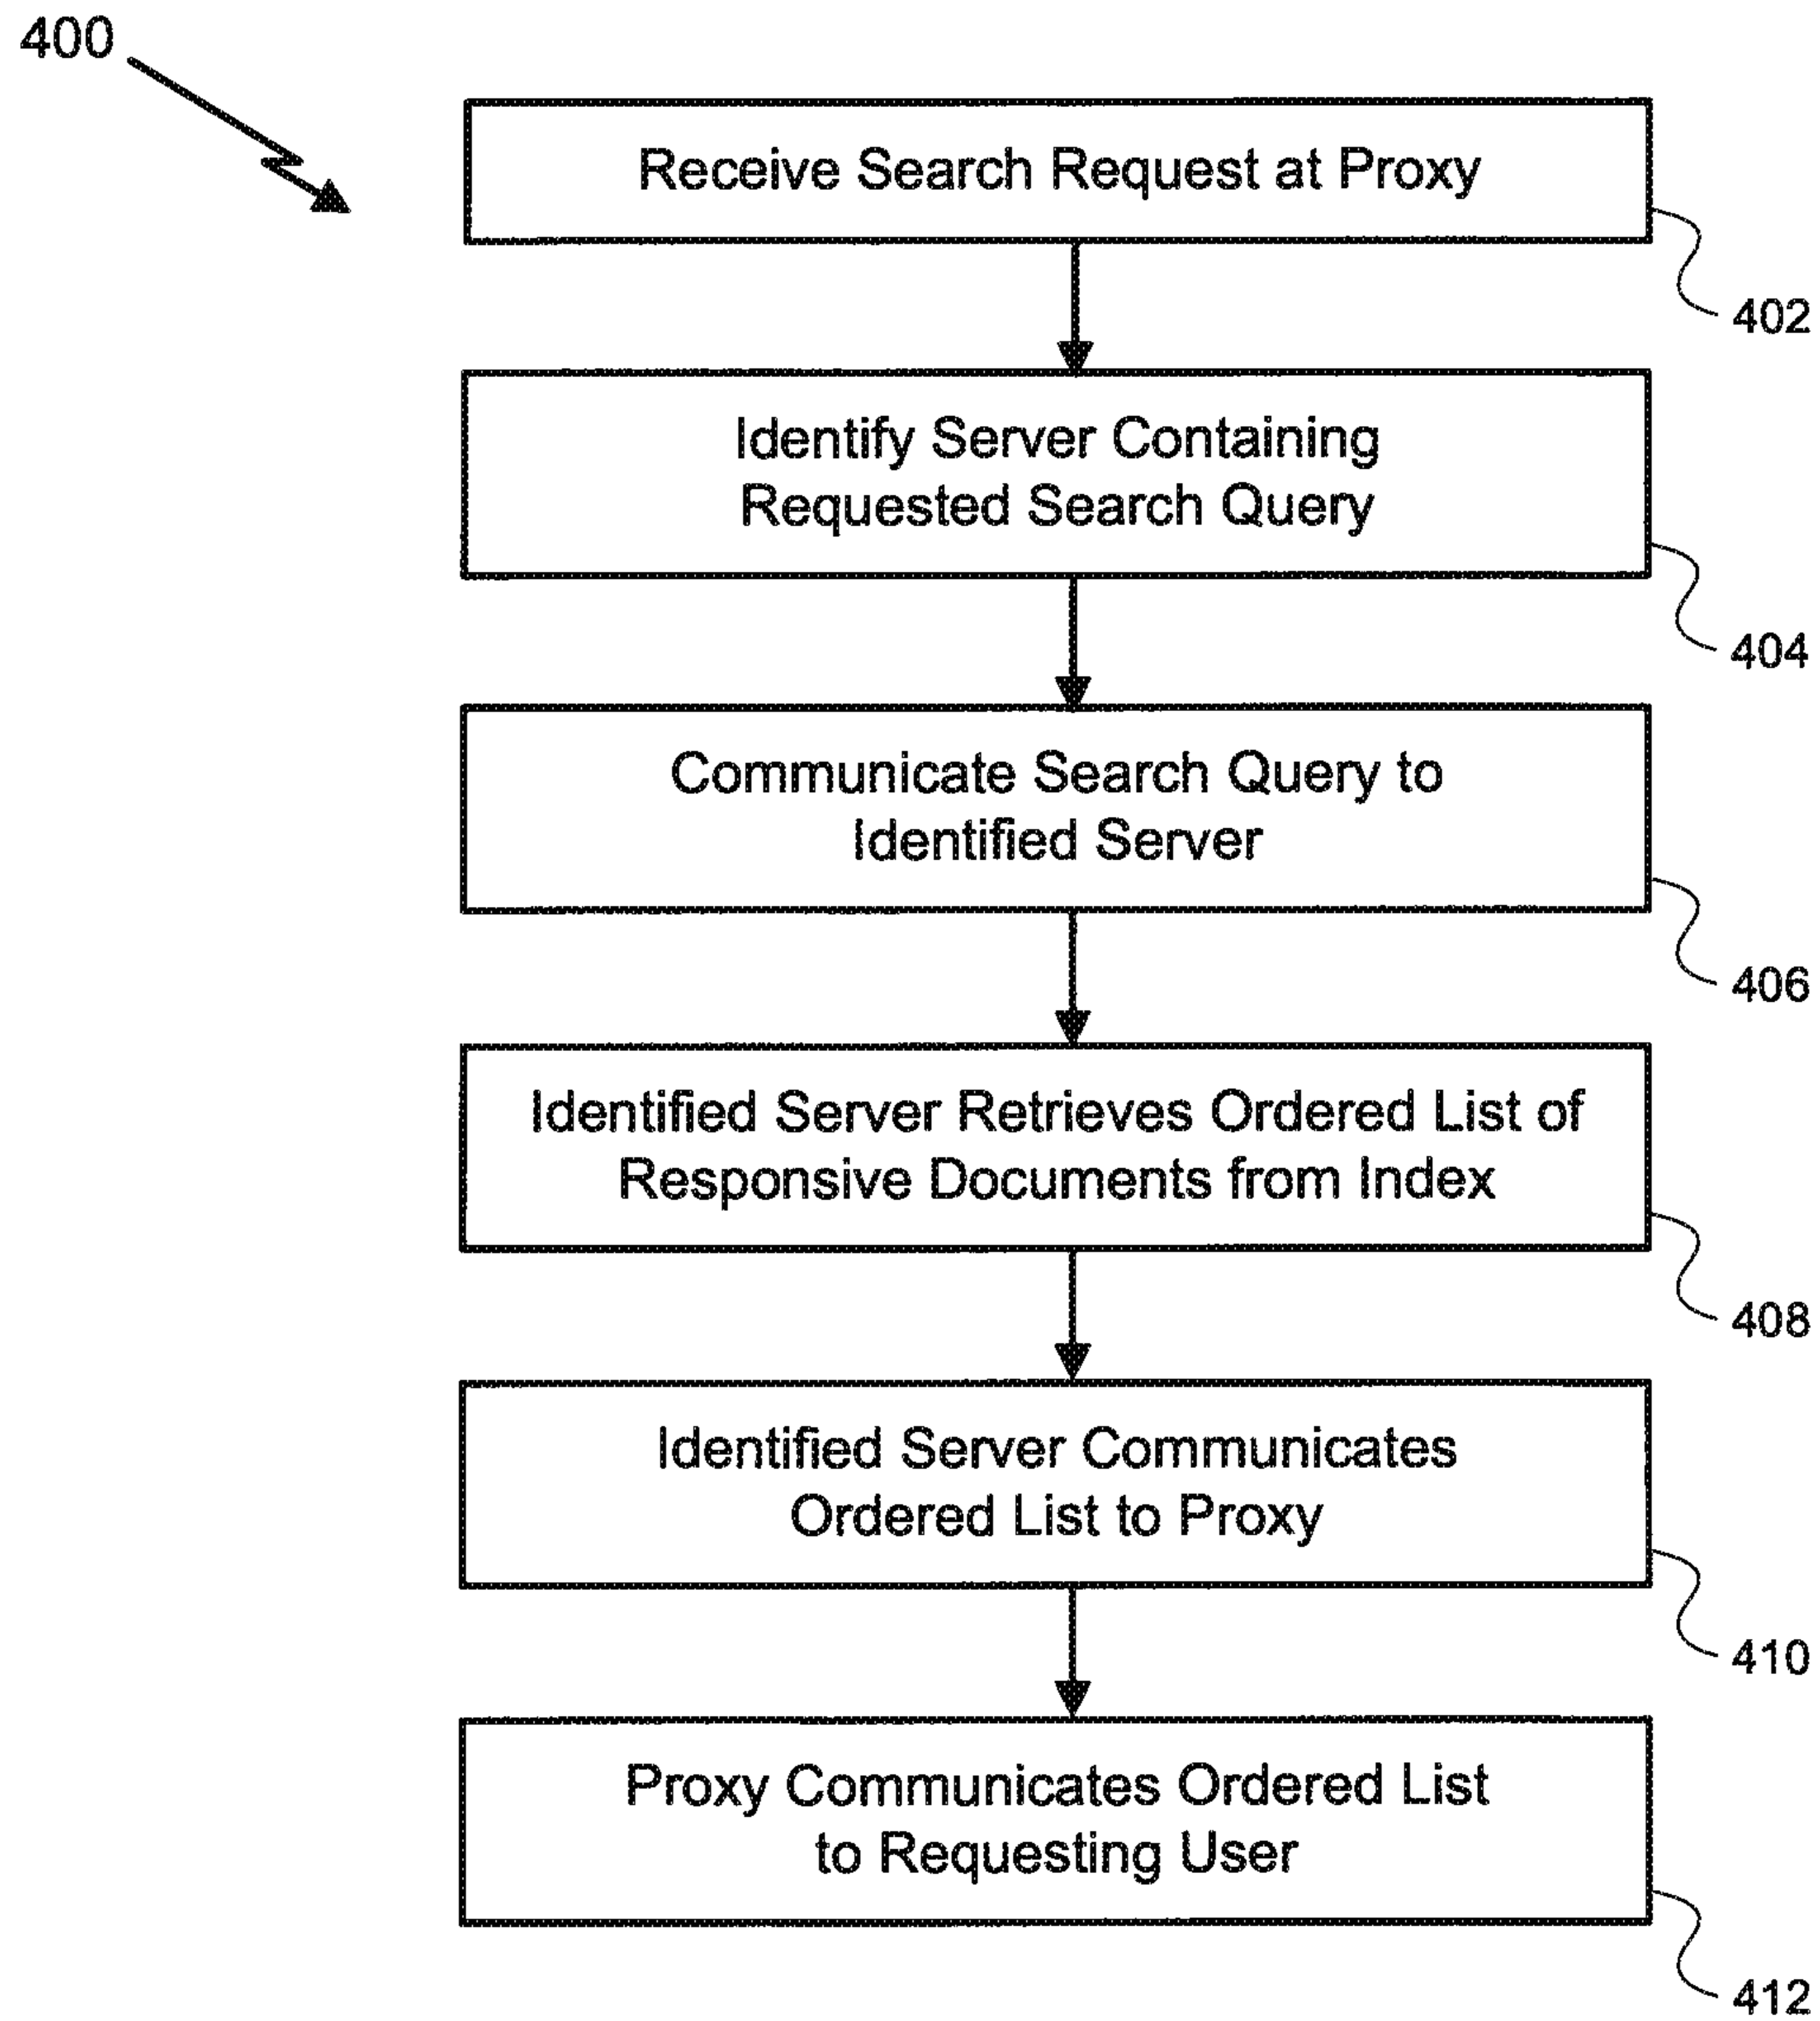 400
Receive Search Request at Proxy
402
Identify Server Containing
Requested Search Query
404
Communicate Search Query to
Identified Server
406
Identified Server Retrieves Ordered List of
Responsive Documents from Index
408
Identified Server Communicates
Ordered List to Proxy
410
Proxy Communicates Ordered List
to Requesting User
412